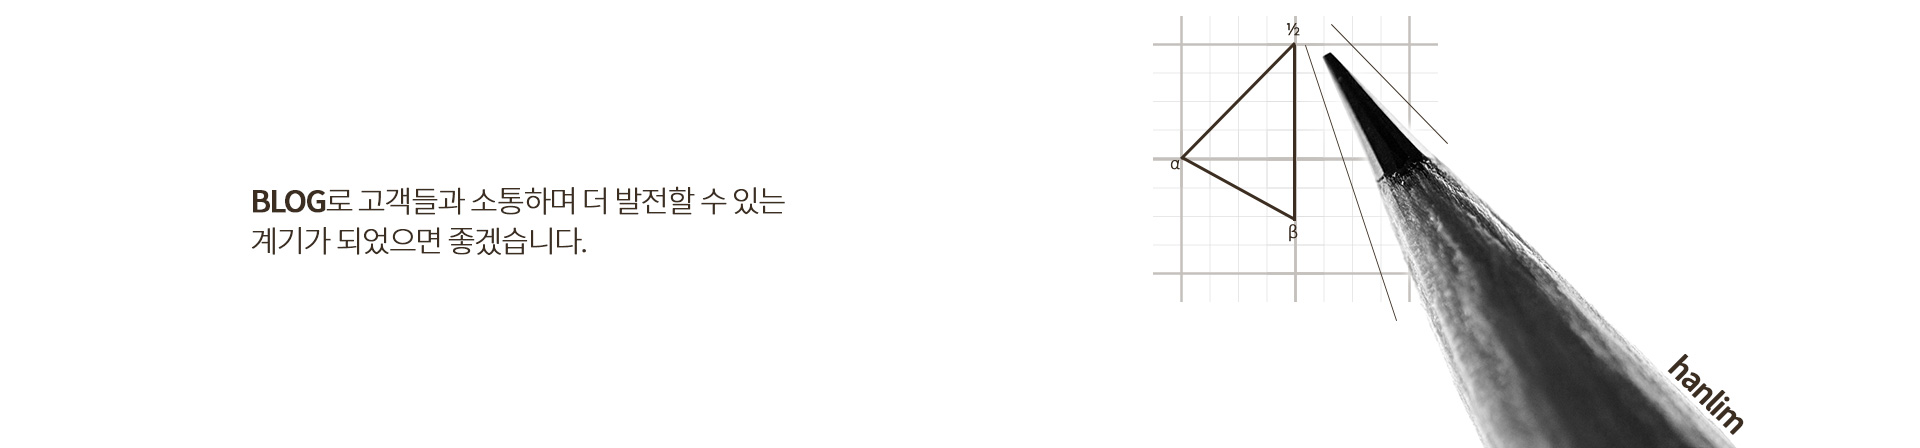 BLOG로 고객들과 소통하며 더 발전할 수 있는
계기가 되었으면 좋겠습니다.
½
α
β
hanlim